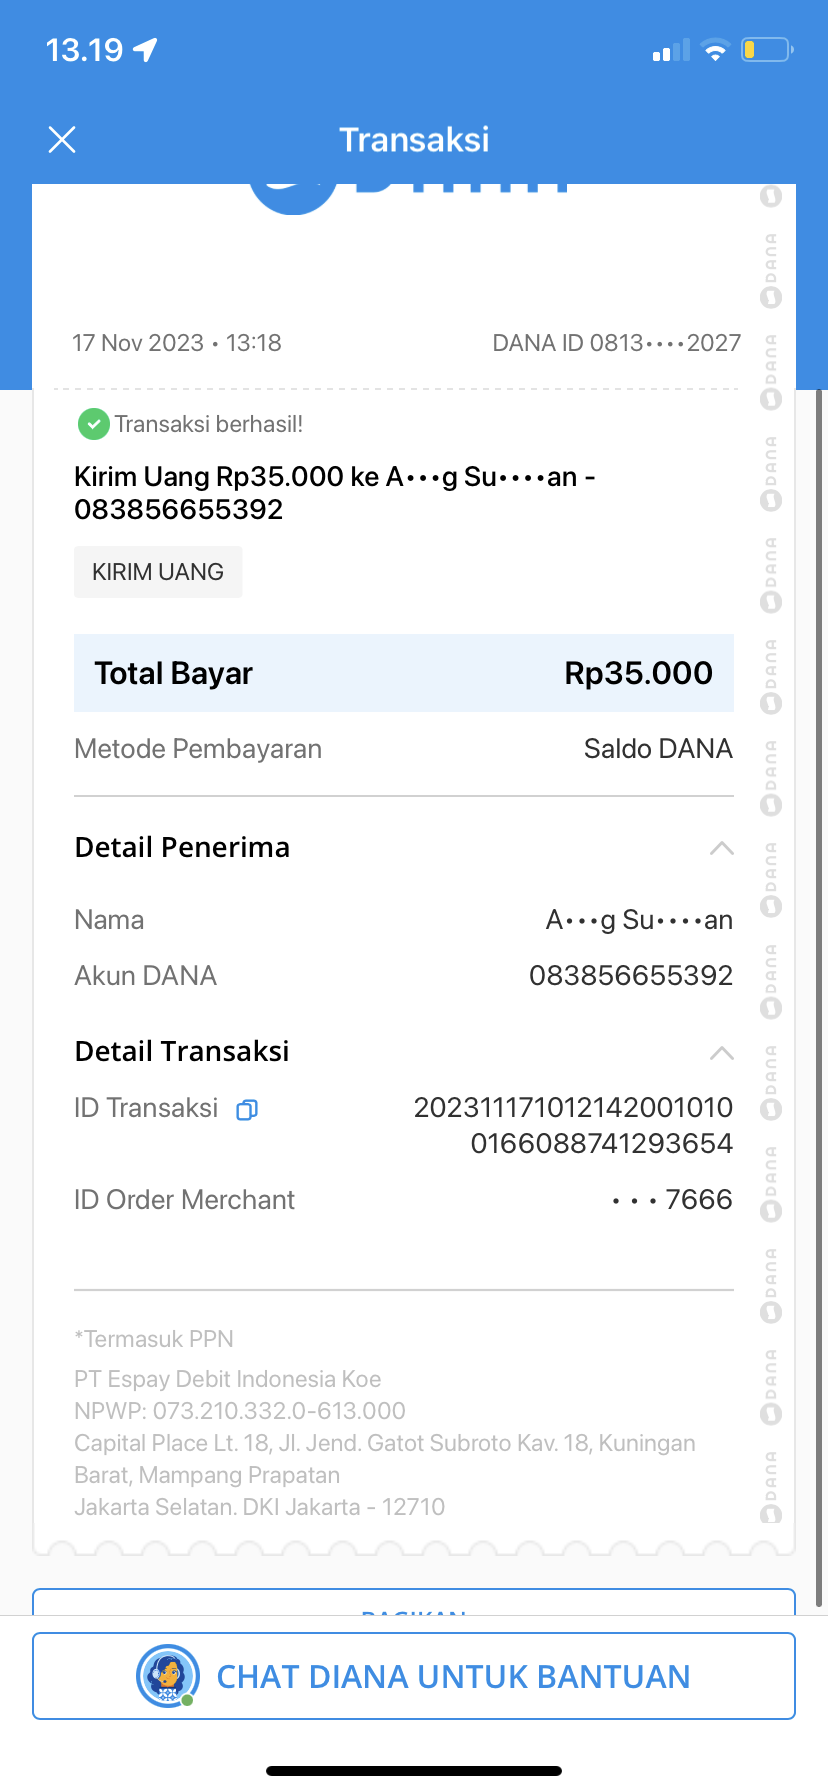 13.19
Transaksi
17 Nov 2023 • 13:18
DANA ID 0813••••2027
Transaksi berhasil!
Kirim Uang Rp35.000 ke A•••g Su••••an -
083856655392
KIRIM UANG
Total Bayar
Rp35.000
Metode Pembayaran
Saldo DANA
Detail Penerima
Nama
A•••g Su••••an
Akun DANA
083856655392
Detail Transaksi
ID Transaksi
202311171012142001010
0166088741293654
ID Order Merchant
• • • 7666
*Termasuk PPN
PT Espay Debit Indonesia Koe
NPWP: 073.210.332.0-613.000
Capital Place Lt. 18, Jl. Jend. Gatot Subroto Kav. 18, Kuningan
Barat, Mampang Prapatan
Jakarta Selatan. DKI Jakarta - 12710
DANA
DANA
DANA
DANA
DANA
DANA
DANA
DANA
DANA
DANA
DANA
DANA
DANA
CHAT DIANA UNTUK BANTUAN